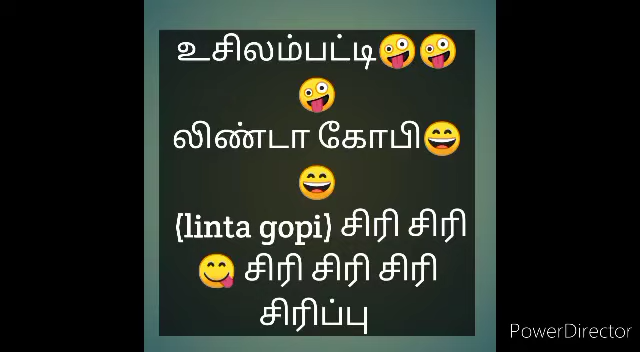 உசிலம்பட்டி🤪🤪
🤪
லிண்டா கோபி😄
😄
(linta gopi) சிரி சிரி
😋 சிரி சிரி சிரி
சிரிப்பு
PowerDirector